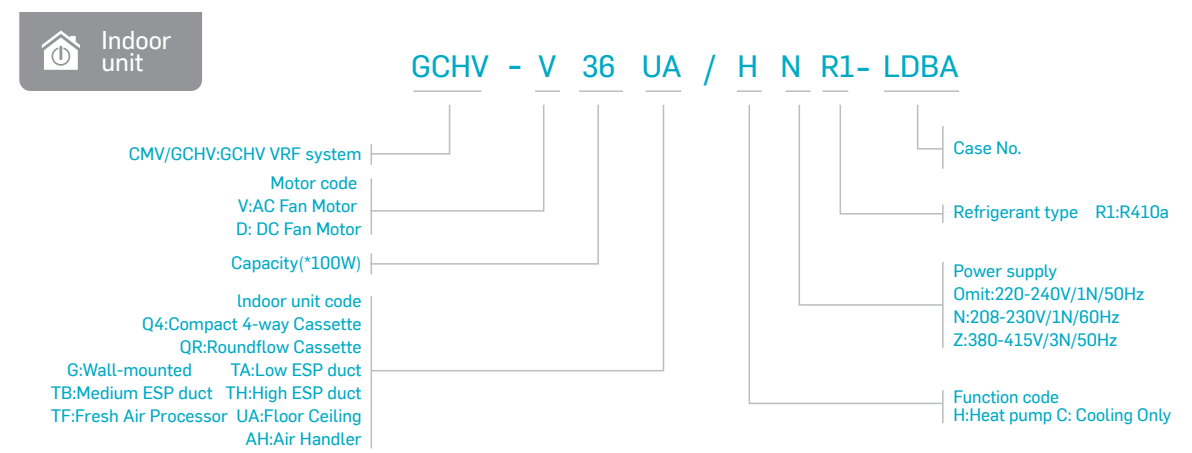 Indoor
unit
GCHV - V 36 UA / H N R1- LDBA
CMV/GCHV:GCHV VRF system
Motor code
V:AC Fan Motor
D: DC Fan Motor
Capacity(*100W)
Indoor unit code
Q4:Compact 4-way Cassette
QR:Roundflow Cassette
G:Wall-mounted TA:Low ESP duct
TB:Medium ESP duct TH:High ESP duct
TF:Fresh Air Processor UA:Floor Ceiling
AH:Air Handler
Case No.
Refrigerant type R1:R410a
Power supply
Omit:220-240V/1N/50Hz
N:208-230V/1N/60Hz
Z:380-415V/3N/50Hz
Function code
H:Heat pump C: Cooling Only